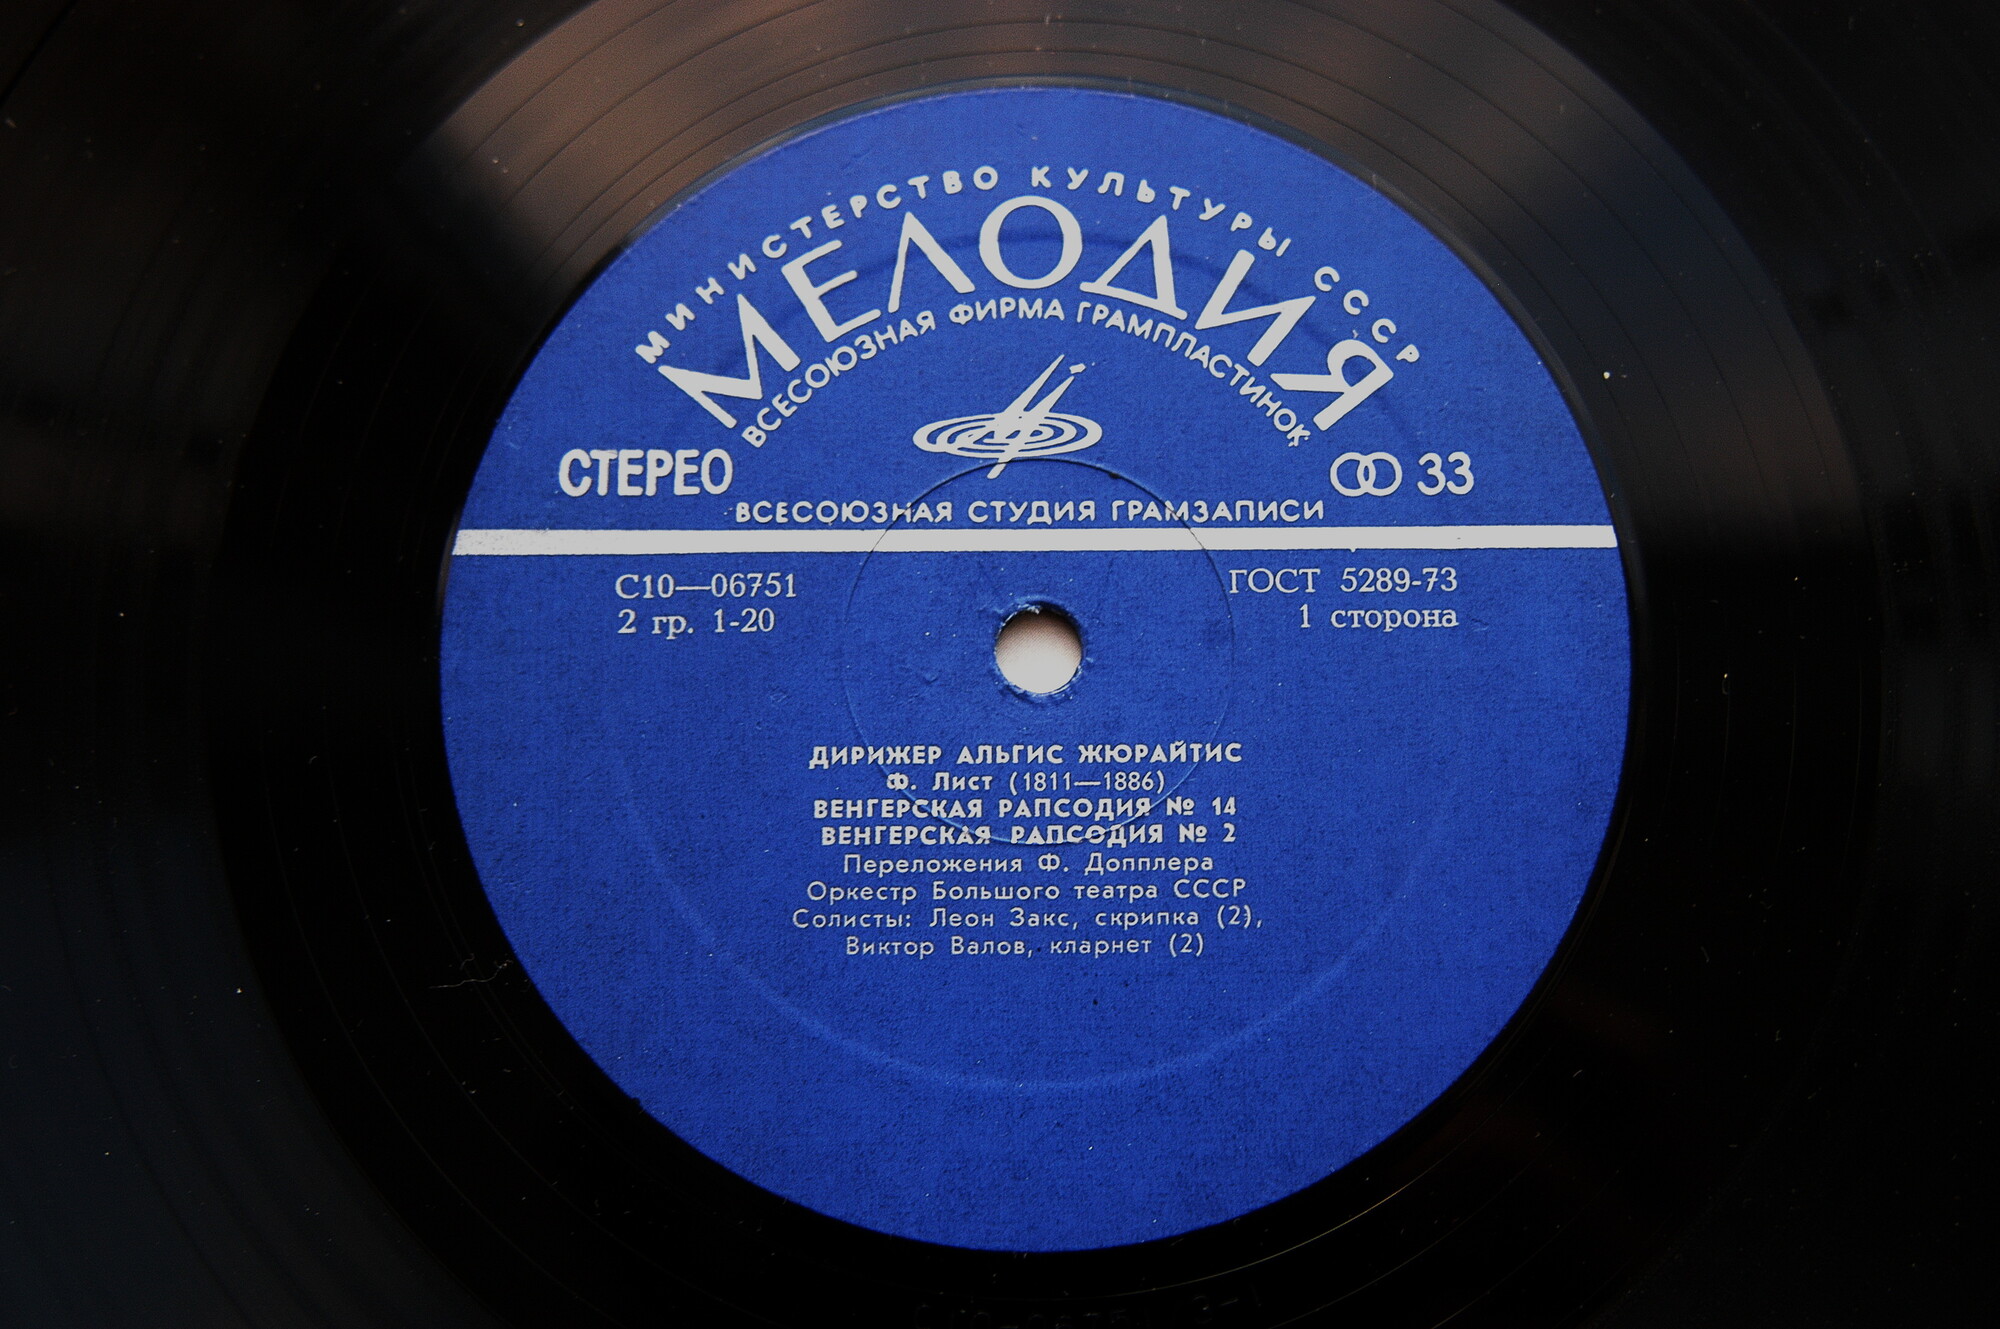 МИНИСТЕРСТВО КУЛЬТУРЫ СССР
МЕЛОДИЯ
ВСЕСОЮЗНАЯ ФИРМА ГРАМПЛАСТИНОК
СТЕРЕО
33
ВСЕСОЮЗНАЯ СТУДИЯ ГРАМЗАПИСИ
С10—06751
ГОСТ 5289-73
2 гр. 1-20
1 сторона
ДИРИЖЕР АЛЬГИС ЖЮРАЙТИС
Ф. Лист (1811—1886)
ВЕНГЕРСКАЯ РАПСОДИЯ № 14
ВЕНГЕРСКАЯ РАПСОДИЯ № 2
Переложения Ф. Допплера
Оркестр Большого театра СССР
Солисты: Леон Закс, скрипка (2),
Виктор Валов, кларнет (2)